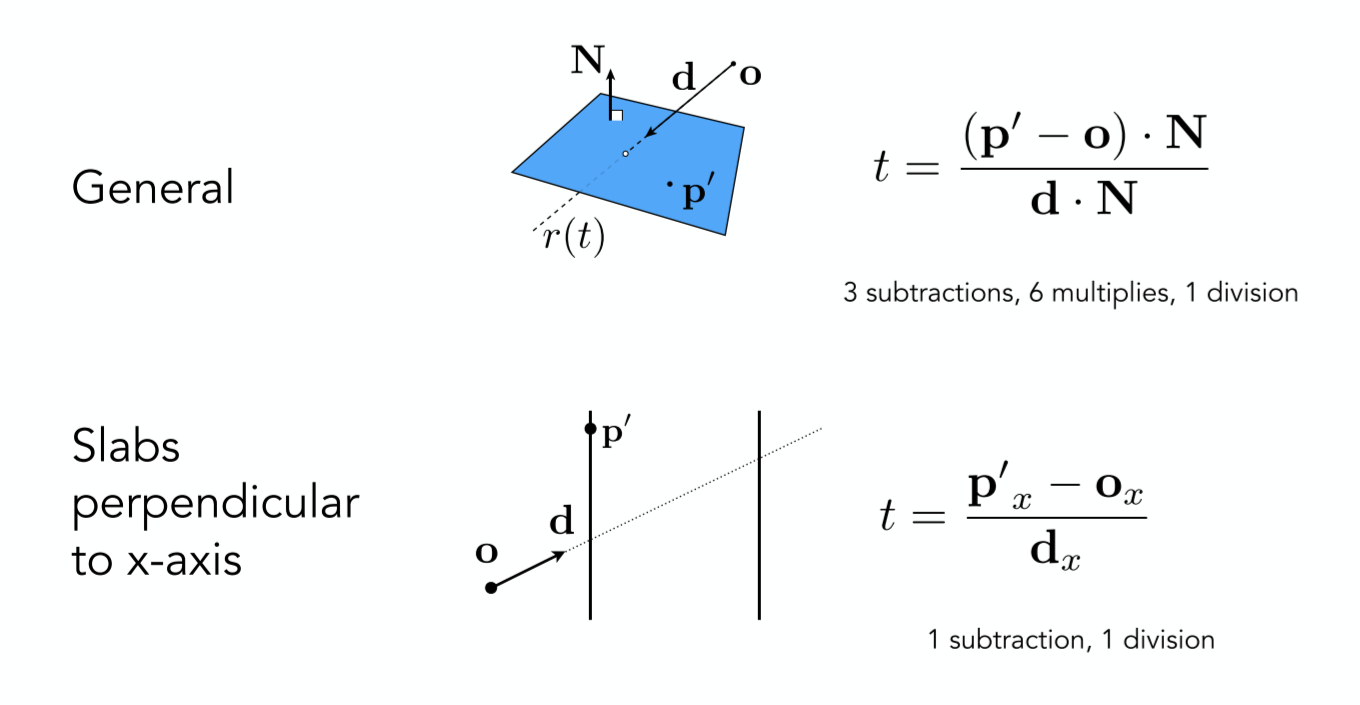 General
N
d
o
p′
r(t)
t = (p′ − o) · N / d · N
3 subtractions, 6 multiplies, 1 division
Slabs
perpendicular
to x-axis
p′
d
o
t = p′ₓ − oₓ / dₓ
1 subtraction, 1 division